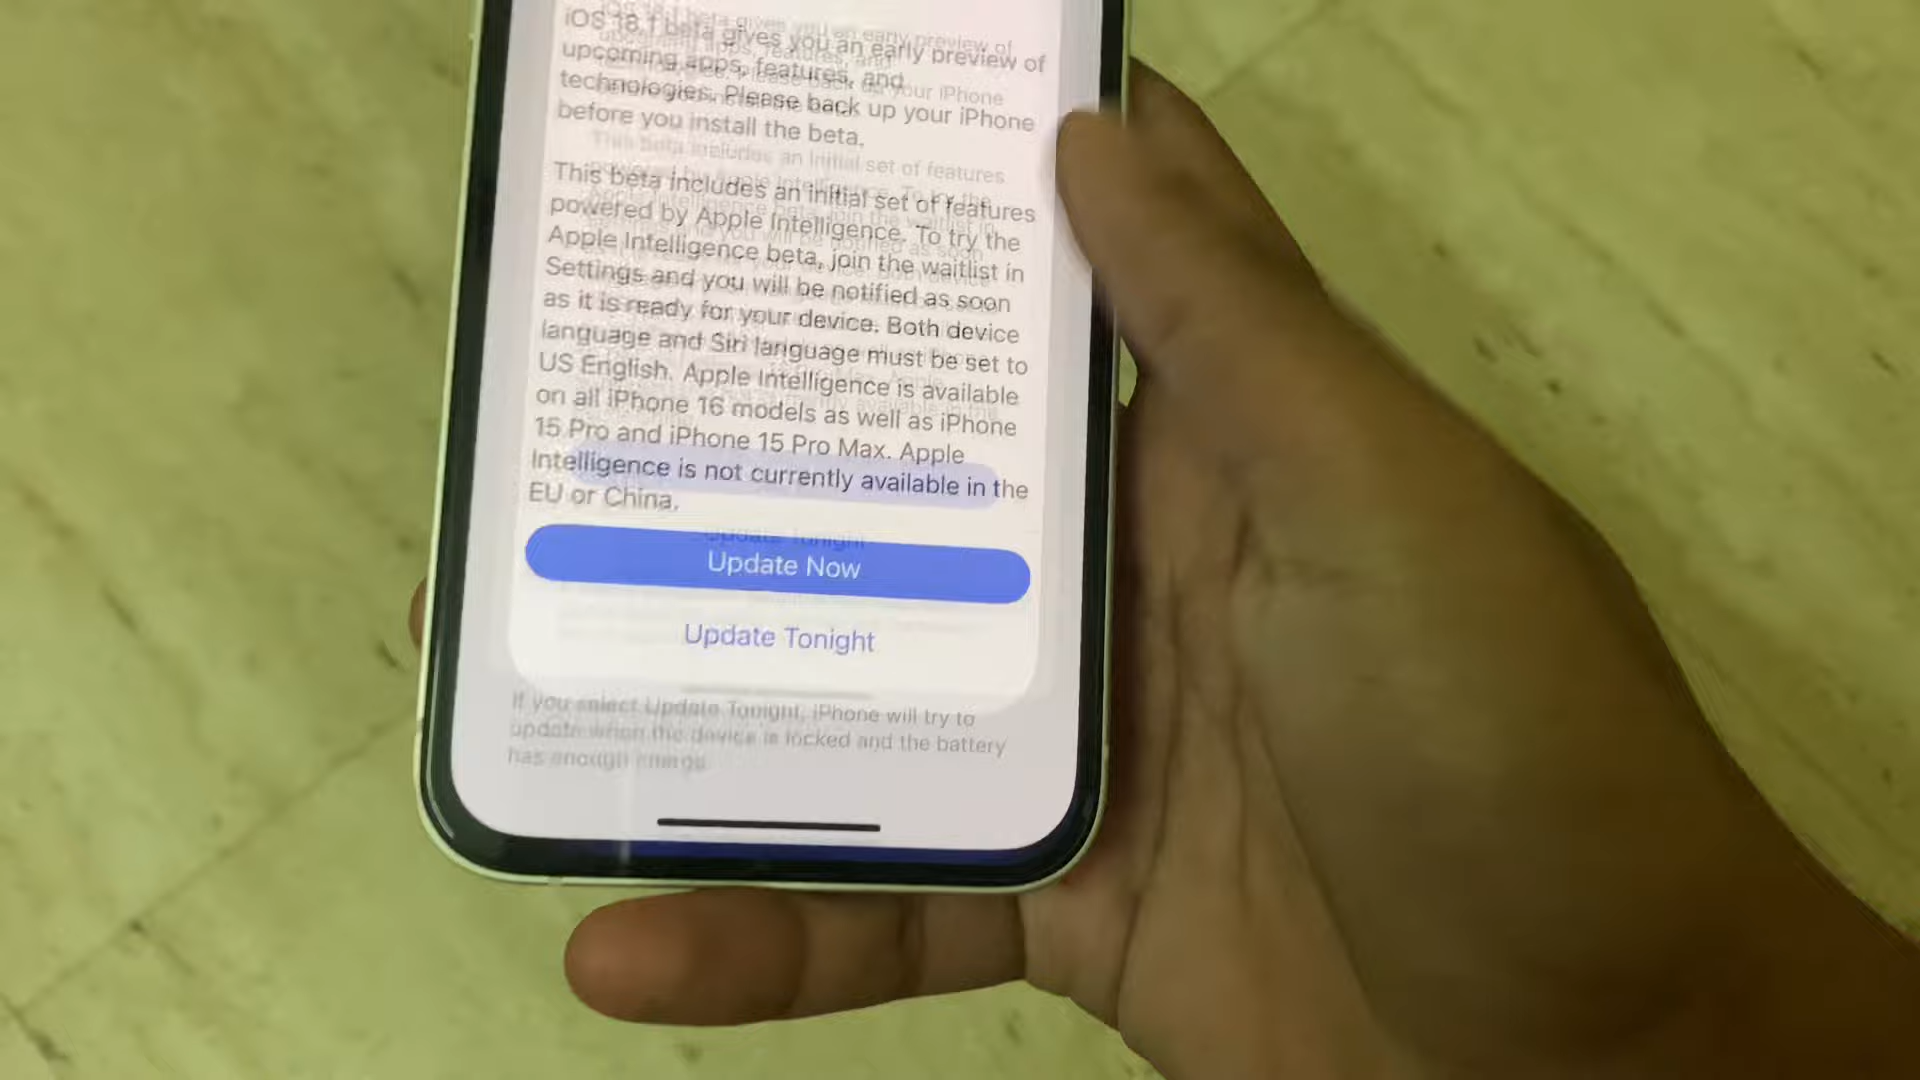 iOS 18.1 beta gives you an early preview of
upcoming apps, features, and
technologies. Please back up your iPhone
before you install the beta.
This beta includes an initial set of features
powered by Apple Intelligence. To try the
Apple Intelligence beta, join the waitlist in
Settings and you will be notified as soon
as it is ready for your device. Both device
language and Siri language must be set to
US English. Apple Intelligence is available
on all iPhone 16 models as well as iPhone
15 Pro and iPhone 15 Pro Max. Apple
Intelligence is not currently available in the
EU or China.
Update Now
Update Tonight
If you select Update Tonight, iPhone will try to
update when the device is locked and the battery
has enough energy.